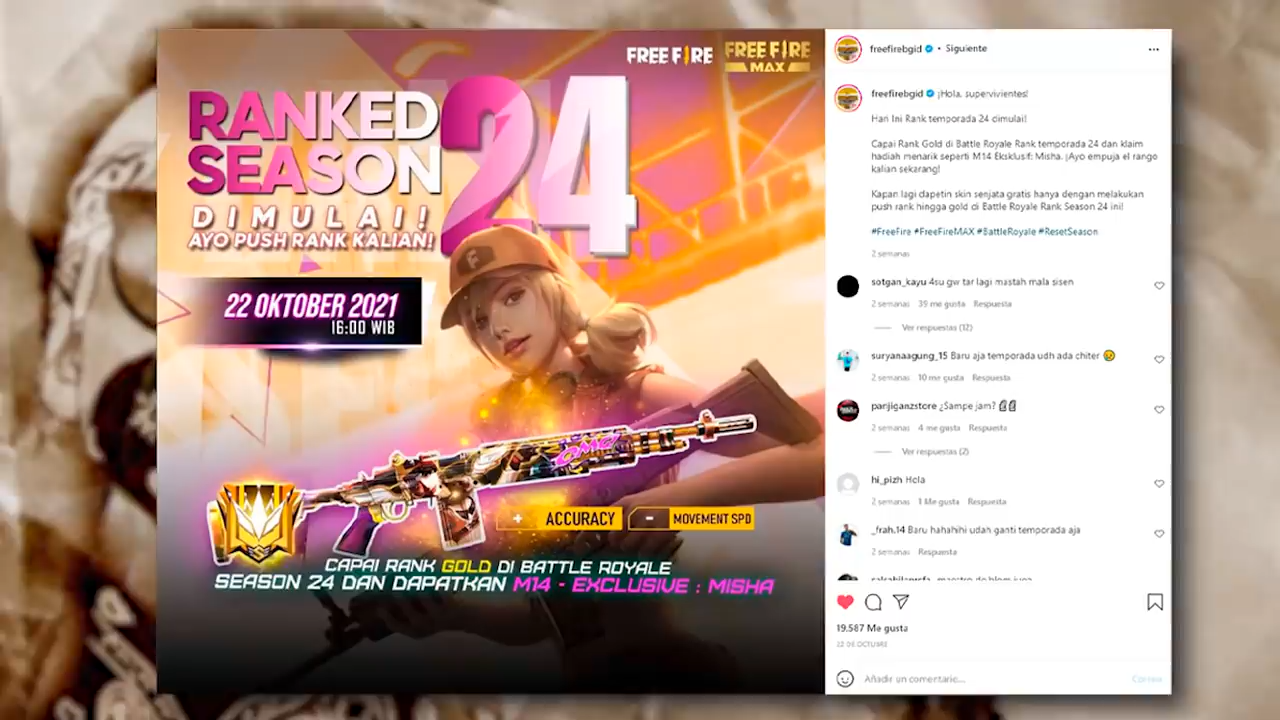 FREE FIRE
FREE FIRE
MAX
RANKED
SEASON
24
DIMULAI!
AYO PUSH RANK KALIAN!
22 OKTOBER 2021
16:00 WIB
OMG!
+ ACCURACY
- MOVEMENT SPD
CAPAI RANK GOLD DI BATTLE ROYALE
SEASON 24 DAN DAPATKAN M14 - EXCLUSIVE : MISHA
freefirebgid • Siguiente
freefirebgid ¡Hola, supervivientes!
Hari Ini Rank temporada 24 dimulai!
Capai Rank Gold di Battle Royale Rank temporada 24 dan klaim
hadiah menarik seperti M14 Eksklusif: Misha. ¡Ayo empuja el rango
kalian sekarang!
Kapan lagi dapetin skin senjata gratis hanya dengan melakukan
push rank hingga gold di Battle Royale Rank Season 24 ini!
#FreeFire #FreeFireMAX #BattleRoyale #ResetSeason
2 semanas
sotgan_kayu 4su gw tar lagi mastah mala sisen
2 semanas 39 me gusta Respuesta
Ver respuestas (12)
suryanaagung_15 Baru aja temporada udh ada chiter
2 semanas 10 me gusta Respuesta
panjiganzstore ¿Sampe jam?
2 semanas 4 me gusta Respuesta
Ver respuestas (2)
hi_pizh Hola
2 semanas 1 Me gusta Respuesta
_frah.14 Baru hahahihi udah ganti temporada aja
2 semanas Respuesta
19.587 Me gusta
22 DE OCTUBRE
Añadir un comentario...